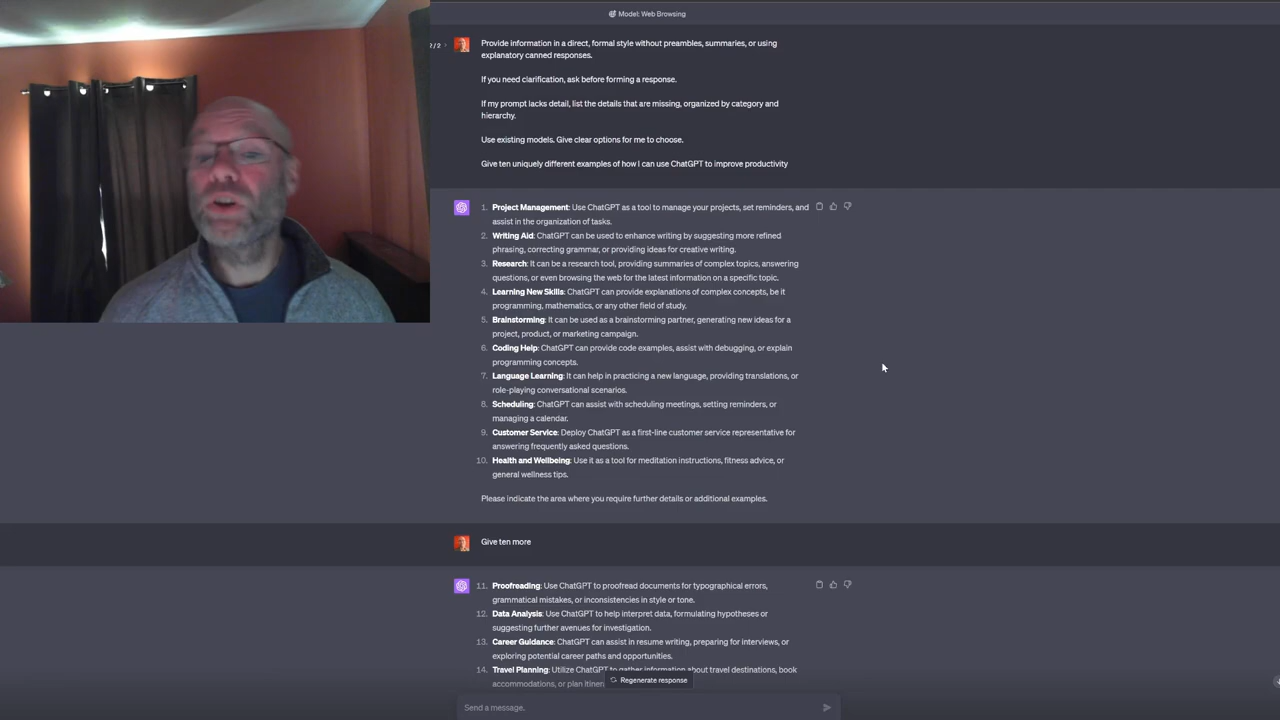 Model: Web Browsing
2/2
Provide information in a direct, formal style without preambles, summaries, or using
explanatory canned responses.
If you need clarification, ask before forming a response.
If my prompt lacks detail, list the details that are missing, organized by category and
hierarchy.
Use existing models. Give clear options for me to choose.
Give ten uniquely different examples of how I can use ChatGPT to improve productivity
1. Project Management: Use ChatGPT as a tool to manage your projects, set reminders, and
assist in the organization of tasks.
2. Writing Aid: ChatGPT can be used to enhance writing by suggesting more refined
phrasing, correcting grammar, or providing ideas for creative writing.
3. Research: It can be a research tool, providing summaries of complex topics, answering
questions, or even browsing the web for the latest information on a specific topic.
4. Learning New Skills: ChatGPT can provide explanations of complex concepts, be it
programming, mathematics, or any other field of study.
5. Brainstorming: It can be used as a brainstorming partner, generating new ideas for a
project, product, or marketing campaign.
6. Coding Help: ChatGPT can provide code examples, assist with debugging, or explain
programming concepts.
7. Language Learning: It can help in practicing a new language, providing translations, or
role-playing conversational scenarios.
8. Scheduling: ChatGPT can assist with scheduling meetings, setting reminders, or
managing a calendar.
9. Customer Service: Deploy ChatGPT as a first-line customer service representative for
answering frequently asked questions.
10. Health and Wellbeing: Use it as a tool for meditation instructions, fitness advice, or
general wellness tips.
Please indicate the area where you require further details or additional examples.
Give ten more
11. Proofreading: Use ChatGPT to proofread documents for typographical errors,
grammatical mistakes, or inconsistencies in style or tone.
12. Data Analysis: Use ChatGPT to help interpret data, formulating hypotheses or
suggesting further avenues for investigation.
13. Career Guidance: ChatGPT can assist in resume writing, preparing for interviews, or
exploring potential career paths and opportunities.
14. Travel Planning: Utilize ChatGPT to gather information about travel destinations, book
accommodations, or plan
Regenerate response
Send a message.